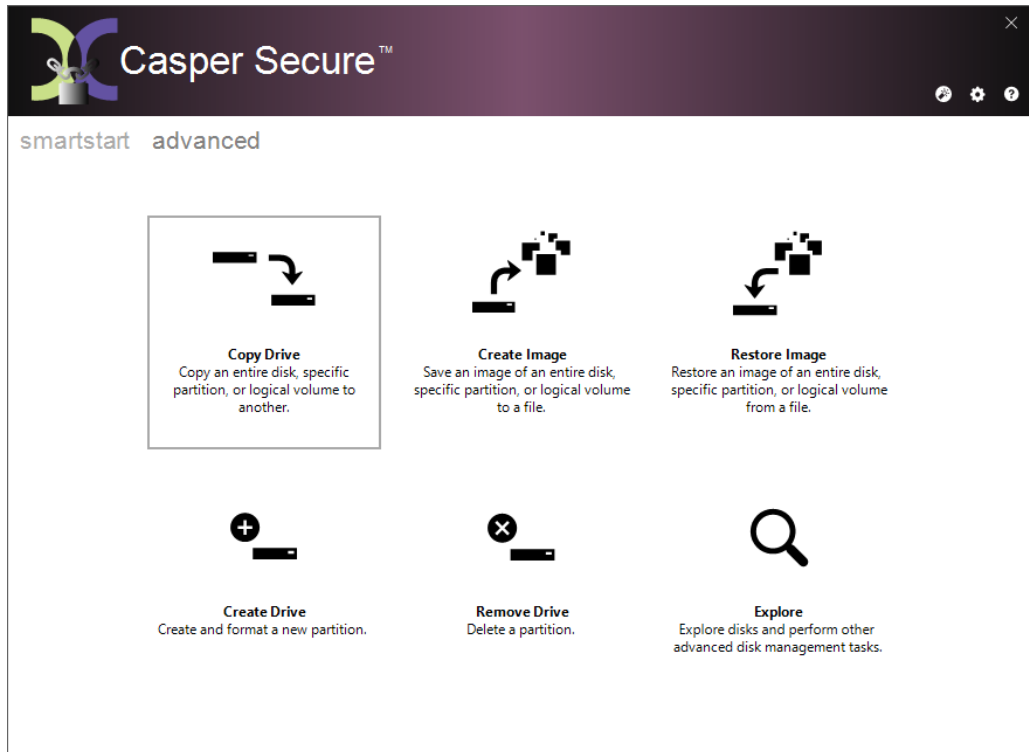 Casper Secure™
smartstart advanced
Copy Drive
Copy an entire disk, specific
partition, or logical volume to
another.
Create Image
Save an image of an entire disk,
specific partition, or logical volume
to a file.
Restore Image
Restore an image of an entire disk,
specific partition, or logical volume
from a file.
Create Drive
Create and format a new partition.
Remove Drive
Delete a partition.
Explore
Explore disks and perform other
advanced disk management tasks.